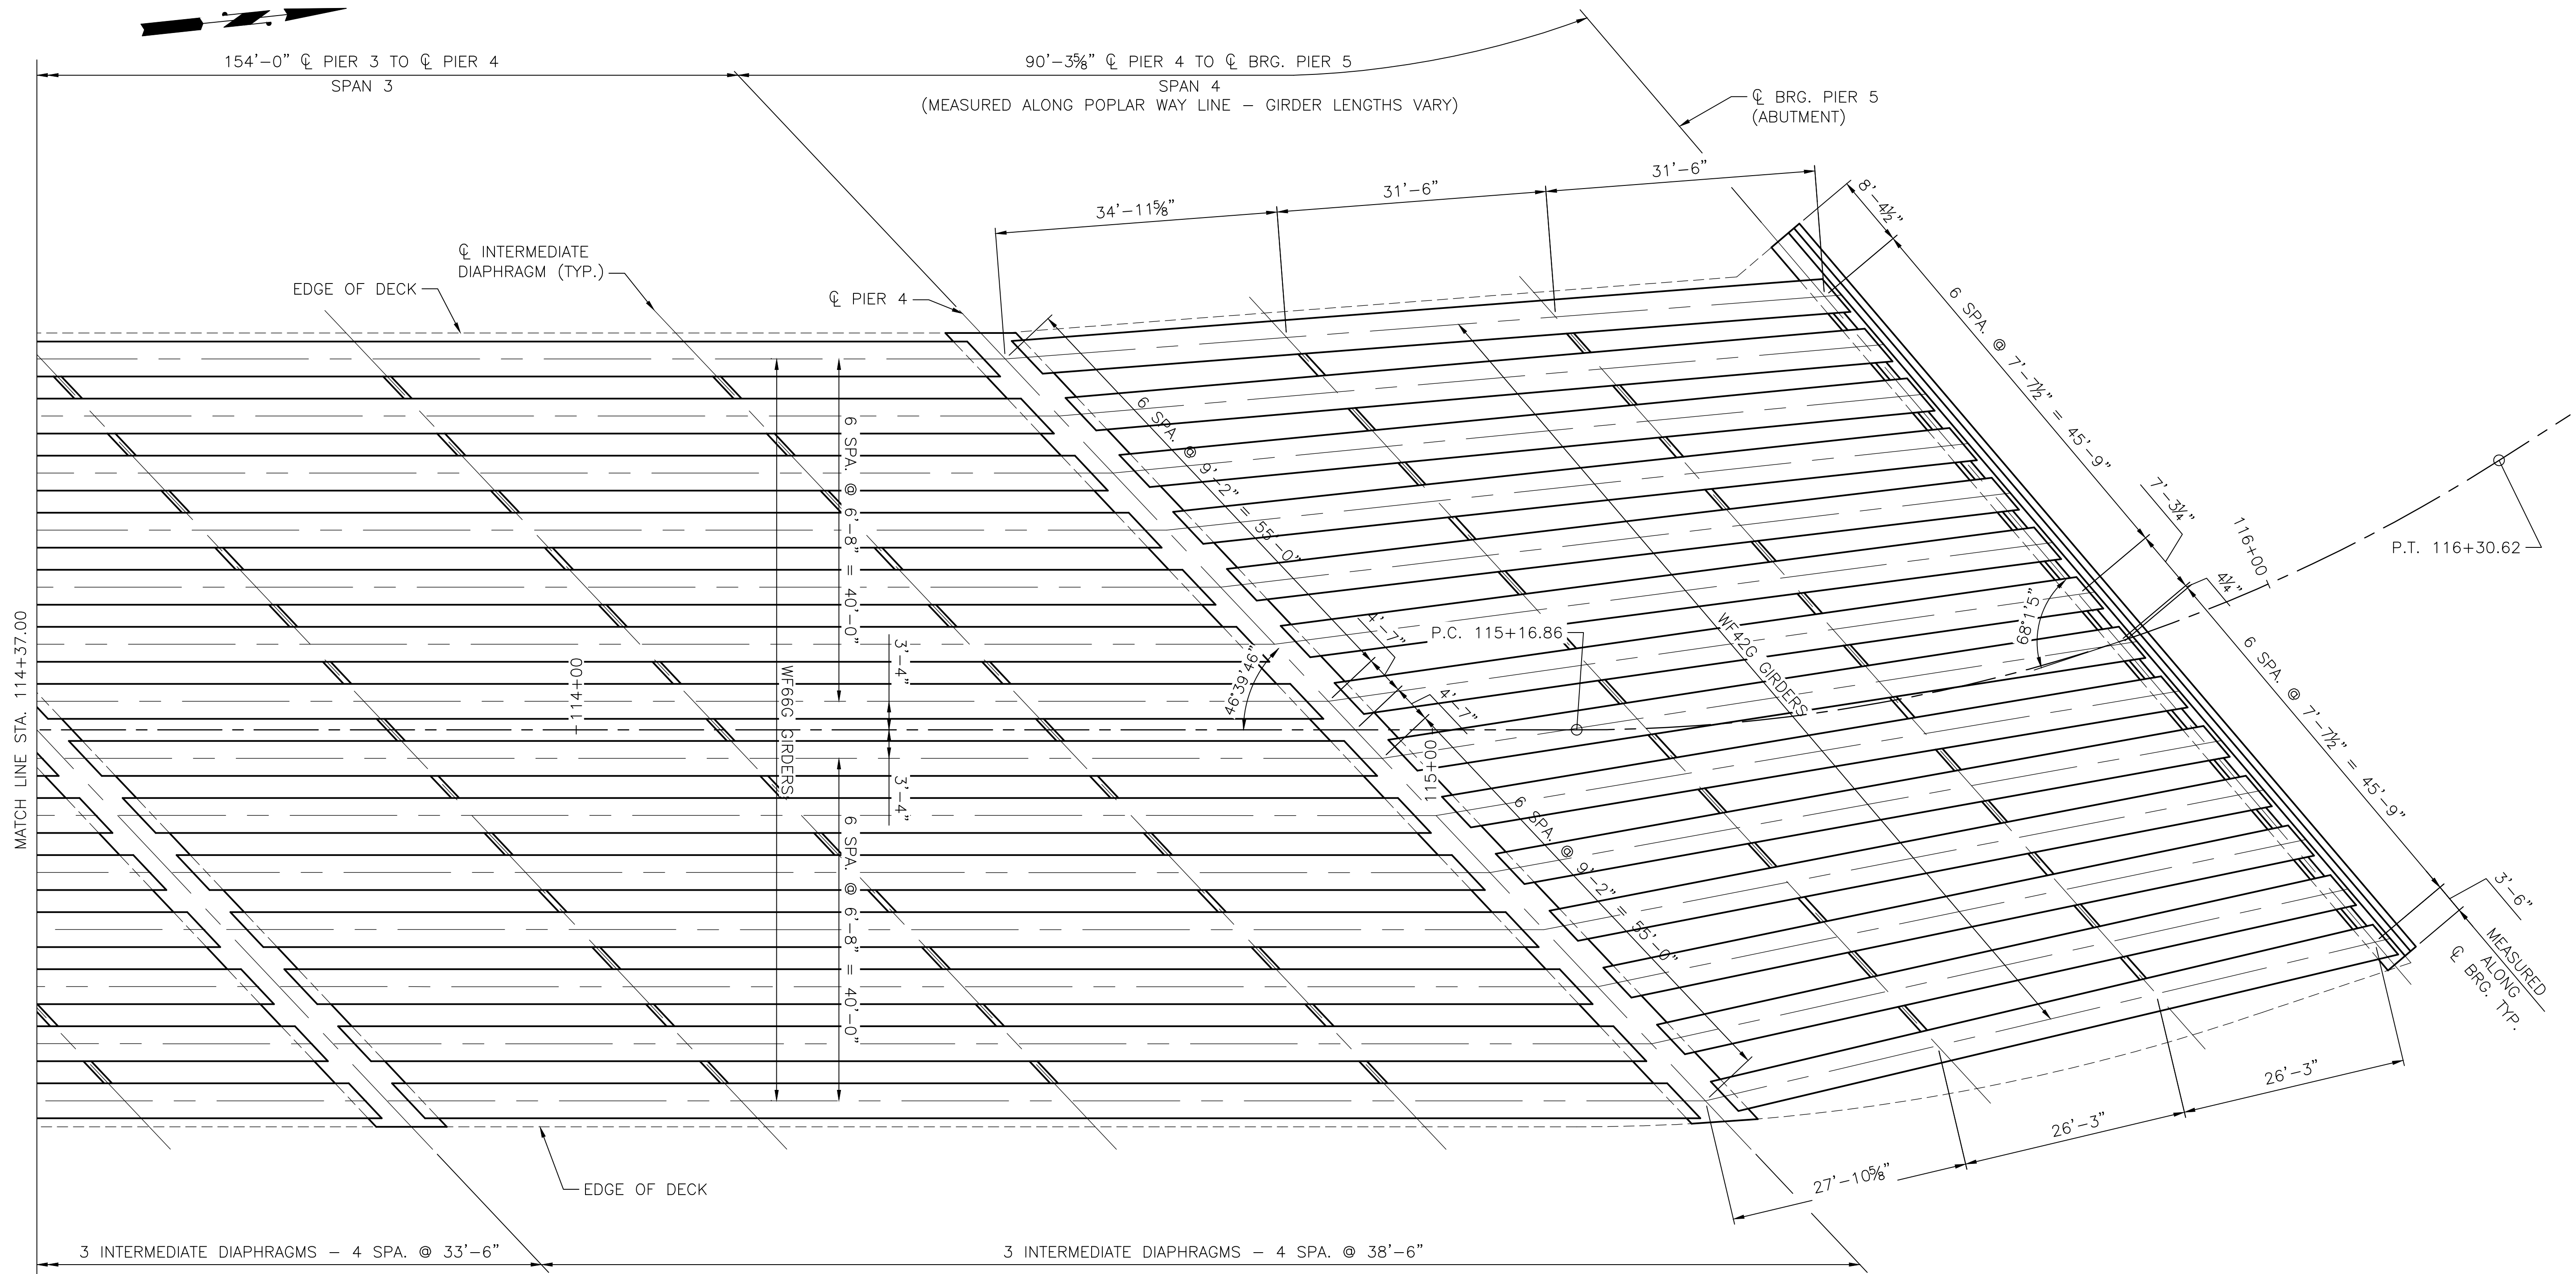 154'-0" ℄ PIER 3 TO ℄ PIER 4
SPAN 3
90'-3⅝" ℄ PIER 4 TO ℄ BRG. PIER 5
SPAN 4
(MEASURED ALONG POPLAR WAY LINE - GIRDER LENGTHS VARY)
℄ BRG. PIER 5
(ABUTMENT)
34'-11⅝"
31'-6"
31'-6"
8'-4½"
℄ INTERMEDIATE
DIAPHRAGM (TYP.)
EDGE OF DECK
℄ PIER 4
6 SPA. @ 7'-7½" = 45'-9"
6 SPA. @ 9'-2" = 55'-0"
6 SPA. @ 6'-8" = 40'-0"
7'-3¼"
4¼"
116+00
P.T. 116+30.62
MATCH LINE STA. 114+37.00
114+00
WF66G GIRDERS
3'-4"
3'-4"
46°39'46"
4'-7"
4'-7"
P.C. 115+16.86
115+00
WF42G GIRDERS
68°1'5"
6 SPA. @ 7'-7½" = 45'-9"
6 SPA. @ 6'-8" = 40'-0"
6 SPA. @ 9'-2" = 55'-0"
3'-6"
MEASURED
ALONG
℄ BRG. TYP.
26'-3"
26'-3"
27'-10⅝"
EDGE OF DECK
3 INTERMEDIATE DIAPHRAGMS - 4 SPA. @ 33'-6"
3 INTERMEDIATE DIAPHRAGMS - 4 SPA. @ 38'-6"